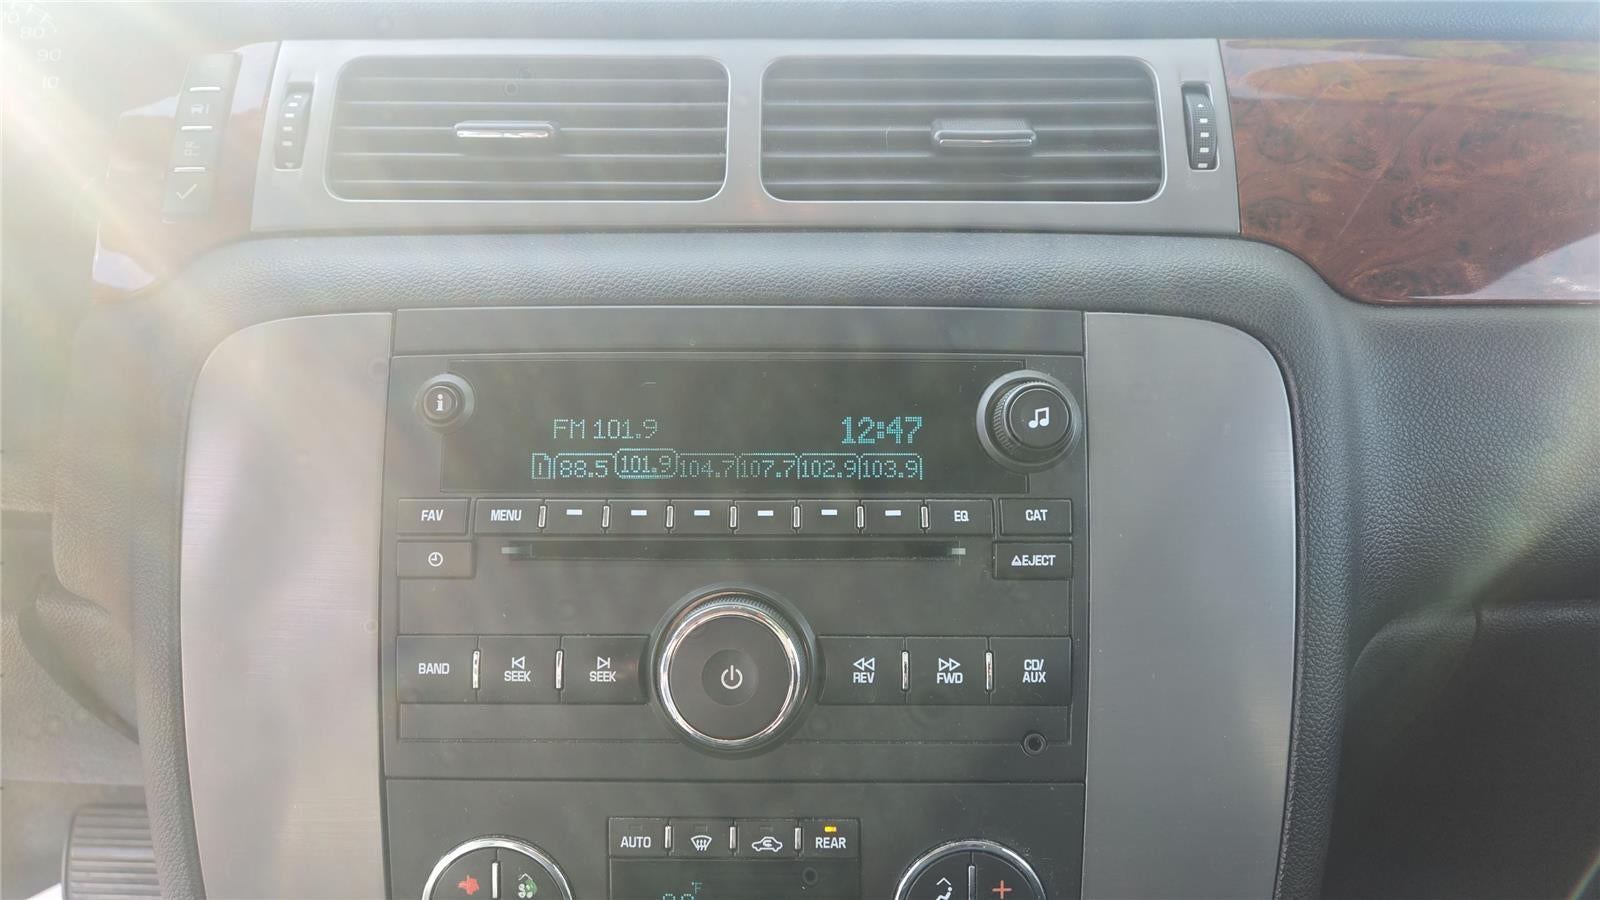 FM 101.9 12:47
1 88.5 101.9 104.7 107.7 102.9 103.9
FAV MENU EQ CAT
EJECT
BAND SEEK SEEK REV FWD CD/
AUX
AUTO REAR
°F